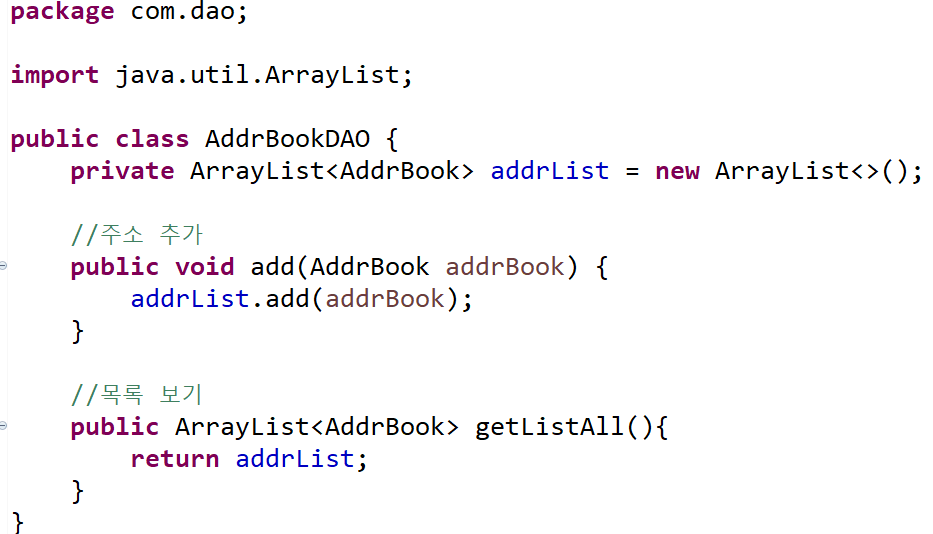 package com.dao;
import java.util.ArrayList;
public class AddrBookDAO {
private ArrayList<AddrBook> addrList = new ArrayList<>();
//주소 추가
public void add(AddrBook addrBook) {
addrList.add(addrBook);
}
//목록 보기
public ArrayList<AddrBook> getListAll(){
return addrList;
}
}